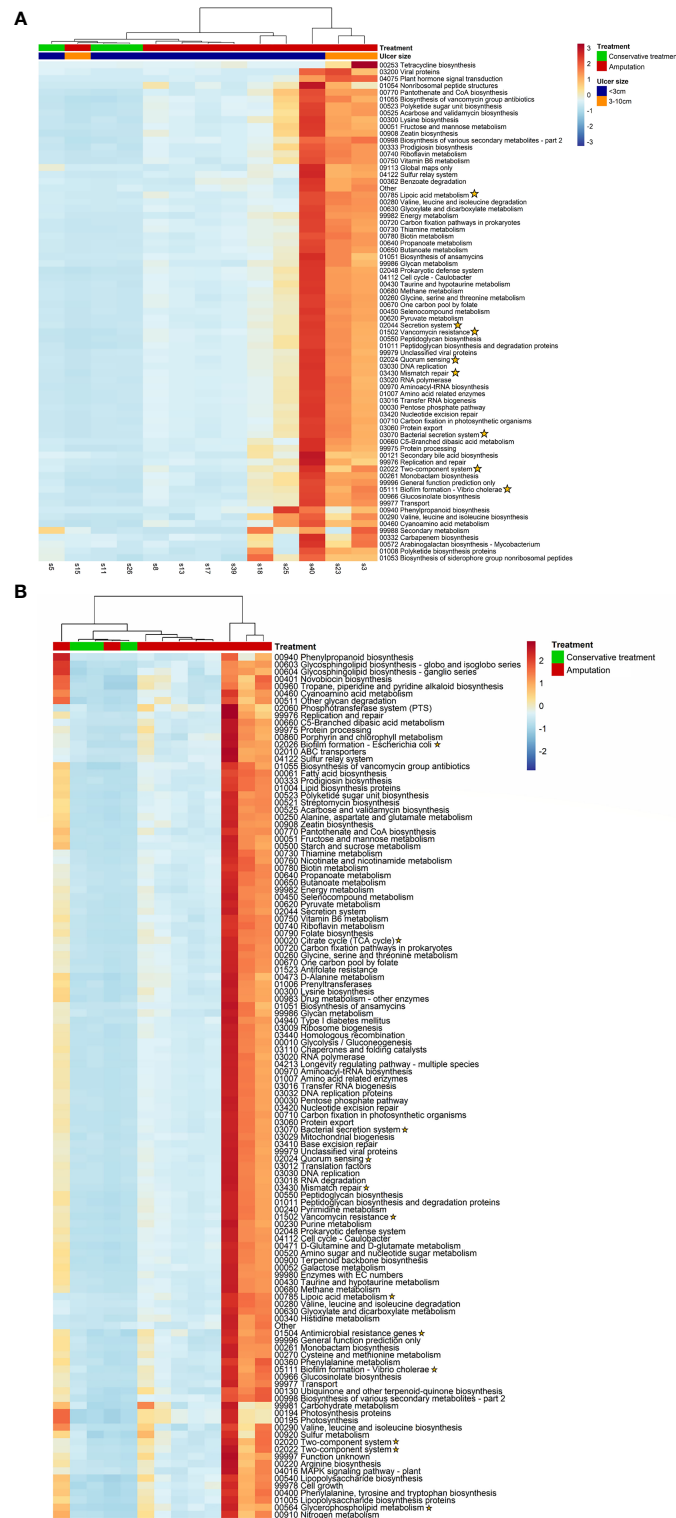 A
Treatment
Ulcer size
00253 Tetracycline biosynthesis
03200 Viral proteins
04075 Plant hormone signal transduction
01054 Nonribosomal peptide structures
00770 Pantothenate and CoA biosynthesis
01055 Biosynthesis of vancomycin group antibiotics
00523 Polyketide sugar unit biosynthesis
00525 Acarbose and validamycin biosynthesis
00300 Lysine biosynthesis
00051 Fructose and mannose metabolism
00908 Zeatin biosynthesis
00998 Biosynthesis of various secondary metabolites - part 2
00333 Prodigiosin biosynthesis
00740 Riboflavin metabolism
00750 Vitamin B6 metabolism
09113 Global maps only
04122 Sulfur relay system
00362 Benzoate degradation
Other
00785 Lipoic acid metabolism
00280 Valine, leucine and isoleucine degradation
00630 Glyoxylate and dicarboxylate metabolism
99982 Energy metabolism
00720 Carbon fixation pathways in prokaryotes
00730 Thiamine metabolism
00780 Biotin metabolism
00640 Propanoate metabolism
00650 Butanoate metabolism
01051 Biosynthesis of ansamycins
99986 Glycan metabolism
02048 Prokaryotic defense system
04112 Cell cycle - Caulobacter
00430 Taurine and hypotaurine metabolism
00680 Methane metabolism
00260 Glycine, serine and threonine metabolism
00670 One carbon pool by folate
00450 Selenocompound metabolism
00620 Pyruvate metabolism
02044 Secretion system
01502 Vancomycin resistance
00550 Peptidoglycan biosynthesis
01011 Peptidoglycan biosynthesis and degradation proteins
99979 Unclassified viral proteins
02024 Quorum sensing
03030 DNA replication
03430 Mismatch repair
03020 RNA polymerase
00970 Aminoacyl-tRNA biosynthesis
01007 Amino acid related enzymes
03016 Transfer RNA biogenesis
00030 Pentose phosphate pathway
03420 Nucleotide excision repair
00710 Carbon fixation in photosynthetic organisms
03060 Protein export
03070 Bacterial secretion system
00660 C5-Branched dibasic acid metabolism
99975 Protein processing
00121 Secondary bile acid biosynthesis
99976 Replication and repair
02022 Two-component system
00261 Monobactam biosynthesis
99996 General function prediction only
05111 Biofilm formation - Vibrio cholerae
00966 Glucosinolate biosynthesis
99977 Transport
00940 Phenylpropanoid biosynthesis
00290 Valine, leucine and isoleucine biosynthesis
00460 Cyanoamino acid metabolism
99988 Secondary metabolism
00332 Carbapenem biosynthesis
00572 Arabinogalactan biosynthesis - Mycobacterium
01008 Polyketide biosynthesis proteins
01053 Biosynthesis of siderophore group nonribosomal peptides
s5 s15 s11 s26 s8 s13 s17 s39 s18 s25 s40 s23 s3
3
2
1
0
-1
-2
-3
Treatment
Conservative treatment
Amputation
Ulcer size
<3cm
3-10cm
B
Treatment
00940 Phenylpropanoid biosynthesis
00603 Glycosphingolipid biosynthesis - globo and isoglobo series
00604 Glycosphingolipid biosynthesis - ganglio series
00401 Novobiocin biosynthesis
00960 Tropane, piperidine and pyridine alkaloid biosynthesis
00460 Cyanoamino acid metabolism
00511 Other glycan degradation
02060 Phosphotransferase system (PTS)
99976 Replication and repair
00660 C5-Branched dibasic acid metabolism
99975 Protein processing
00860 Porphyrin and chlorophyll metabolism
02026 Biofilm formation - Escherichia coli
02010 ABC transporters
04122 Sulfur relay system
01055 Biosynthesis of vancomycin group antibiotics
00061 Fatty acid biosynthesis
00333 Prodigiosin biosynthesis
01004 Lipid biosynthesis proteins
00523 Polyketide sugar unit biosynthesis
00521 Streptomycin biosynthesis
00525 Acarbose and validamycin biosynthesis
00250 Alanine, aspartate and glutamate metabolism
00908 Zeatin biosynthesis
00770 Pantothenate and CoA biosynthesis
00051 Fructose and mannose metabolism
00500 Starch and sucrose metabolism
00730 Thiamine metabolism
00760 Nicotinate and nicotinamide metabolism
00780 Biotin metabolism
00640 Propanoate metabolism
00650 Butanoate metabolism
99982 Energy metabolism
00450 Selenocompound metabolism
00620 Pyruvate metabolism
02044 Secretion system
00750 Vitamin B6 metabolism
00740 Riboflavin metabolism
00790 Folate biosynthesis
00020 Citrate cycle (TCA cycle)
00720 Carbon fixation pathways in prokaryotes
00260 Glycine, serine and threonine metabolism
00670 One carbon pool by folate
01523 Antifolate resistance
00473 D-Alanine metabolism
01006 Prenyltransferases
00300 Lysine biosynthesis
00983 Drug metabolism - other enzymes
01051 Biosynthesis of ansamycins
99986 Glycan metabolism
04940 Type I diabetes mellitus
03009 Ribosome biogenesis
03440 Homologous recombination
00010 Glycolysis / Gluconeogenesis
03110 Chaperones and folding catalysts
03020 RNA polymerase
04213 Longevity regulating pathway - multiple species
00970 Aminoacyl-tRNA biosynthesis
01007 Amino acid related enzymes
03016 Transfer RNA biogenesis
03032 DNA replication proteins
00030 Pentose phosphate pathway
03420 Nucleotide excision repair
00710 Carbon fixation in photosynthetic organisms
03060 Protein export
03070 Bacterial secretion system
03029 Mitochondrial biogenesis
03410 Base excision repair
99979 Unclassified viral proteins
02024 Quorum sensing
03012 Translation factors
03030 DNA replication
03018 RNA degradation
03430 Mismatch repair
00550 Peptidoglycan biosynthesis
01011 Peptidoglycan biosynthesis and degradation proteins
00240 Pyrimidine metabolism
01502 Vancomycin resistance
00230 Purine metabolism
02048 Prokaryotic defense system
04112 Cell cycle - Caulobacter
00471 D-Glutamine and D-glutamate metabolism
00520 Amino sugar and nucleotide sugar metabolism
00900 Terpenoid backbone biosynthesis
00052 Galactose metabolism
99980 Enzymes with EC numbers
00430 Taurine and hypotaurine metabolism
00680 Methane metabolism
00785 Lipoic acid metabolism
00280 Valine, leucine and isoleucine degradation
00630 Glyoxylate and dicarboxylate metabolism
00340 Histidine metabolism
Other
01504 Antimicrobial resistance genes
99996 General function prediction only
00261 Monobactam biosynthesis
00270 Cysteine and methionine metabolism
00360 Phenylalanine metabolism
05111 Biofilm formation - Vibrio cholerae
00966 Glucosinolate biosynthesis
99977 Transport
00130 Ubiquinone and other terpenoid-quinone biosynthesis
00998 Biosynthesis of various secondary metabolites - part 2
99981 Carbohydrate metabolism
00194 Photosynthesis proteins
00195 Photosynthesis
00290 Valine, leucine and isoleucine biosynthesis
00920 Sulfur metabolism
02020 Two-component system
02022 Two-component system
99997 Function unknown
00220 Arginine biosynthesis
04016 MAPK signaling pathway - plant
00540 Lipopolysaccharide biosynthesis
99978 Cell growth
00400 Phenylalanine, tyrosine and tryptophan biosynthesis
01005 Lipopolysaccharide biosynthesis proteins
00564 Glycerophospholipid metabolism
00910 Nitrogen metabolism
2
1
0
-1
-2
Treatment
Conservative treatment
Amputation